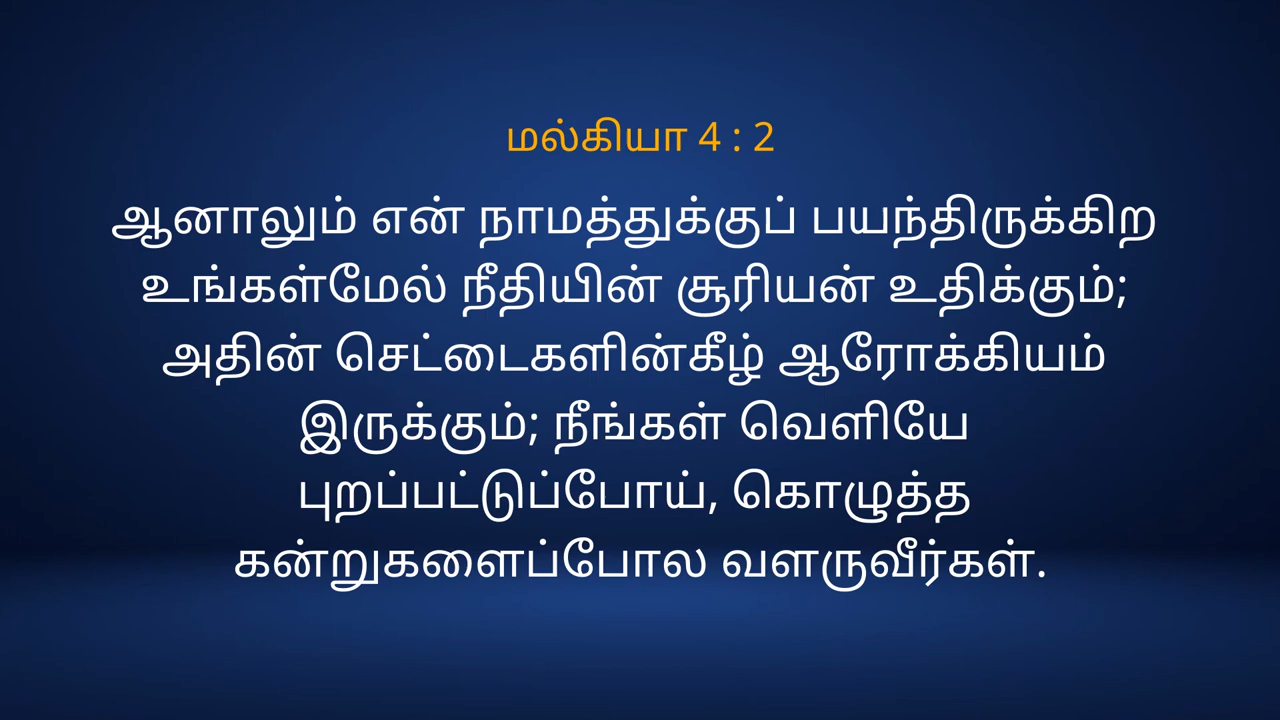 மல்கியா 4 : 2
ஆனாலும் என் நாமத்துக்குப் பயந்திருக்கிற
உங்கள்மேல் நீதியின் சூரியன் உதிக்கும்;
அதின் செட்டைகளின்கீழ் ஆரோக்கியம்
இருக்கும்; நீங்கள் வெளியே
புறப்பட்டுப்போய், கொழுத்த
கன்றுகளைப்போல வளருவீர்கள்.